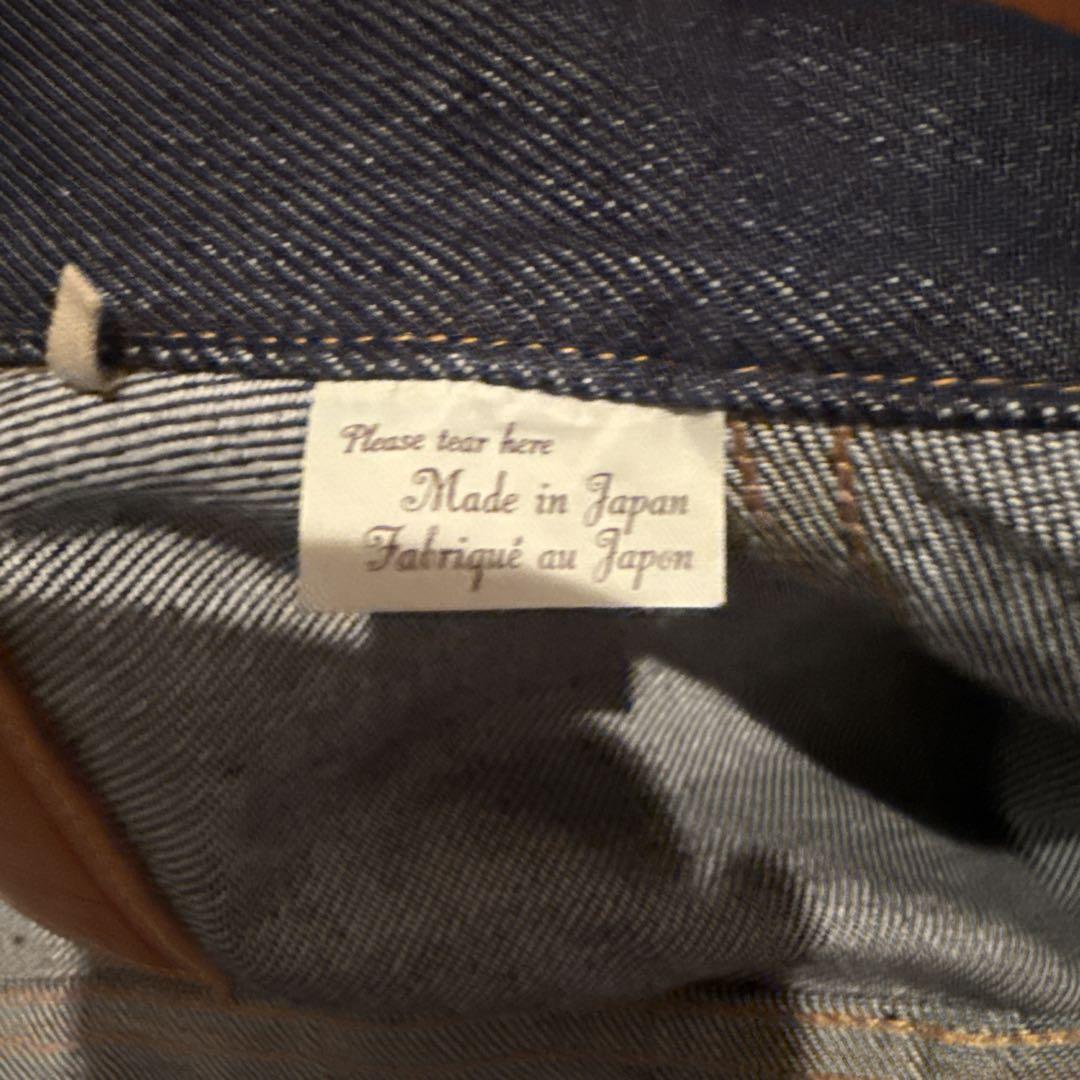 Please tear here
Made in Japan
Fabriqué au Japon